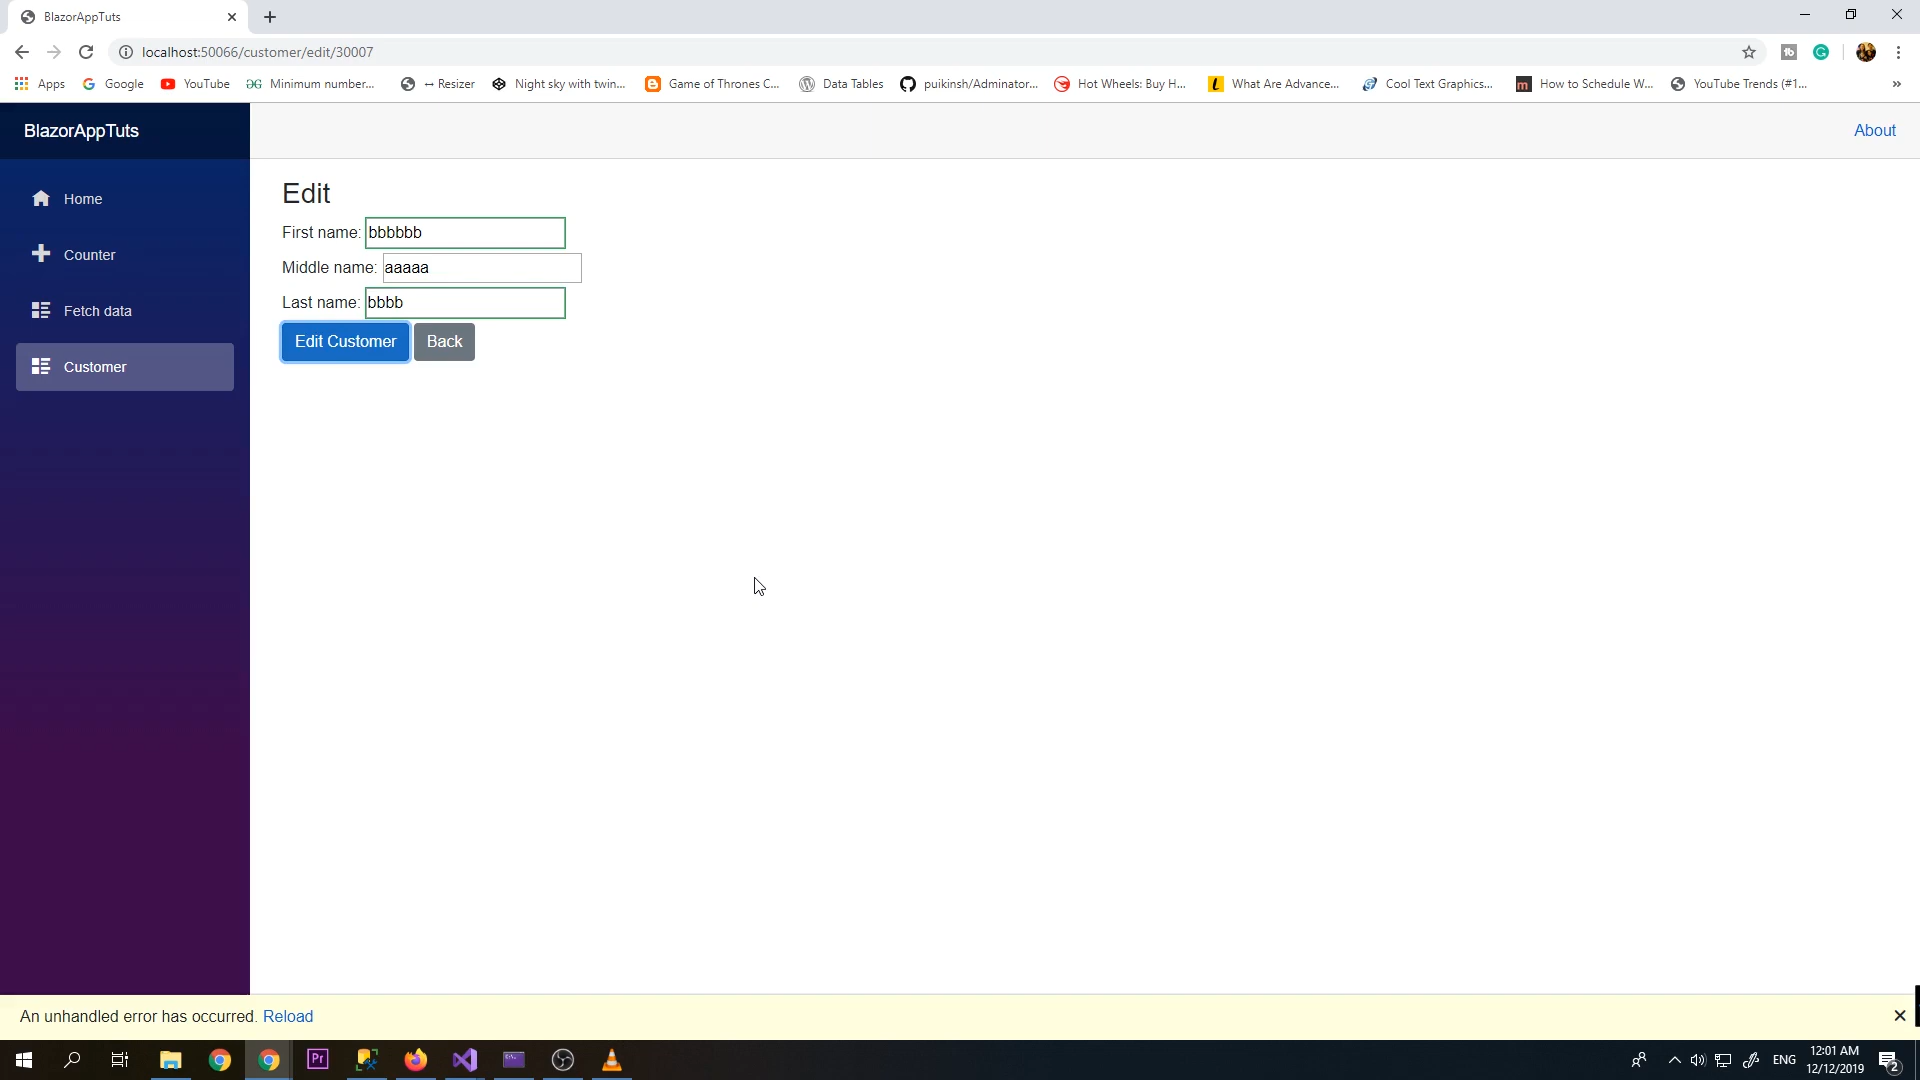 BlazorAppTuts
localhost:50066/customer/edit/30007
Apps Google YouTube Minimum number... ↔ Resizer Night sky with twin... Game of Thrones C... Data Tables puikinsh/Adminator... Hot Wheels: Buy H... What Are Advance... Cool Text Graphics... How to Schedule W... YouTube Trends (#1... »
BlazorAppTuts
About
Home
Counter
Fetch data
Customer
Edit
First name: bbbbbb
Middle name: aaaaa
Last name: bbbb
Edit Customer Back
An unhandled error has occurred. Reload
Pr
ENG
12:01 AM
12/12/2019
2